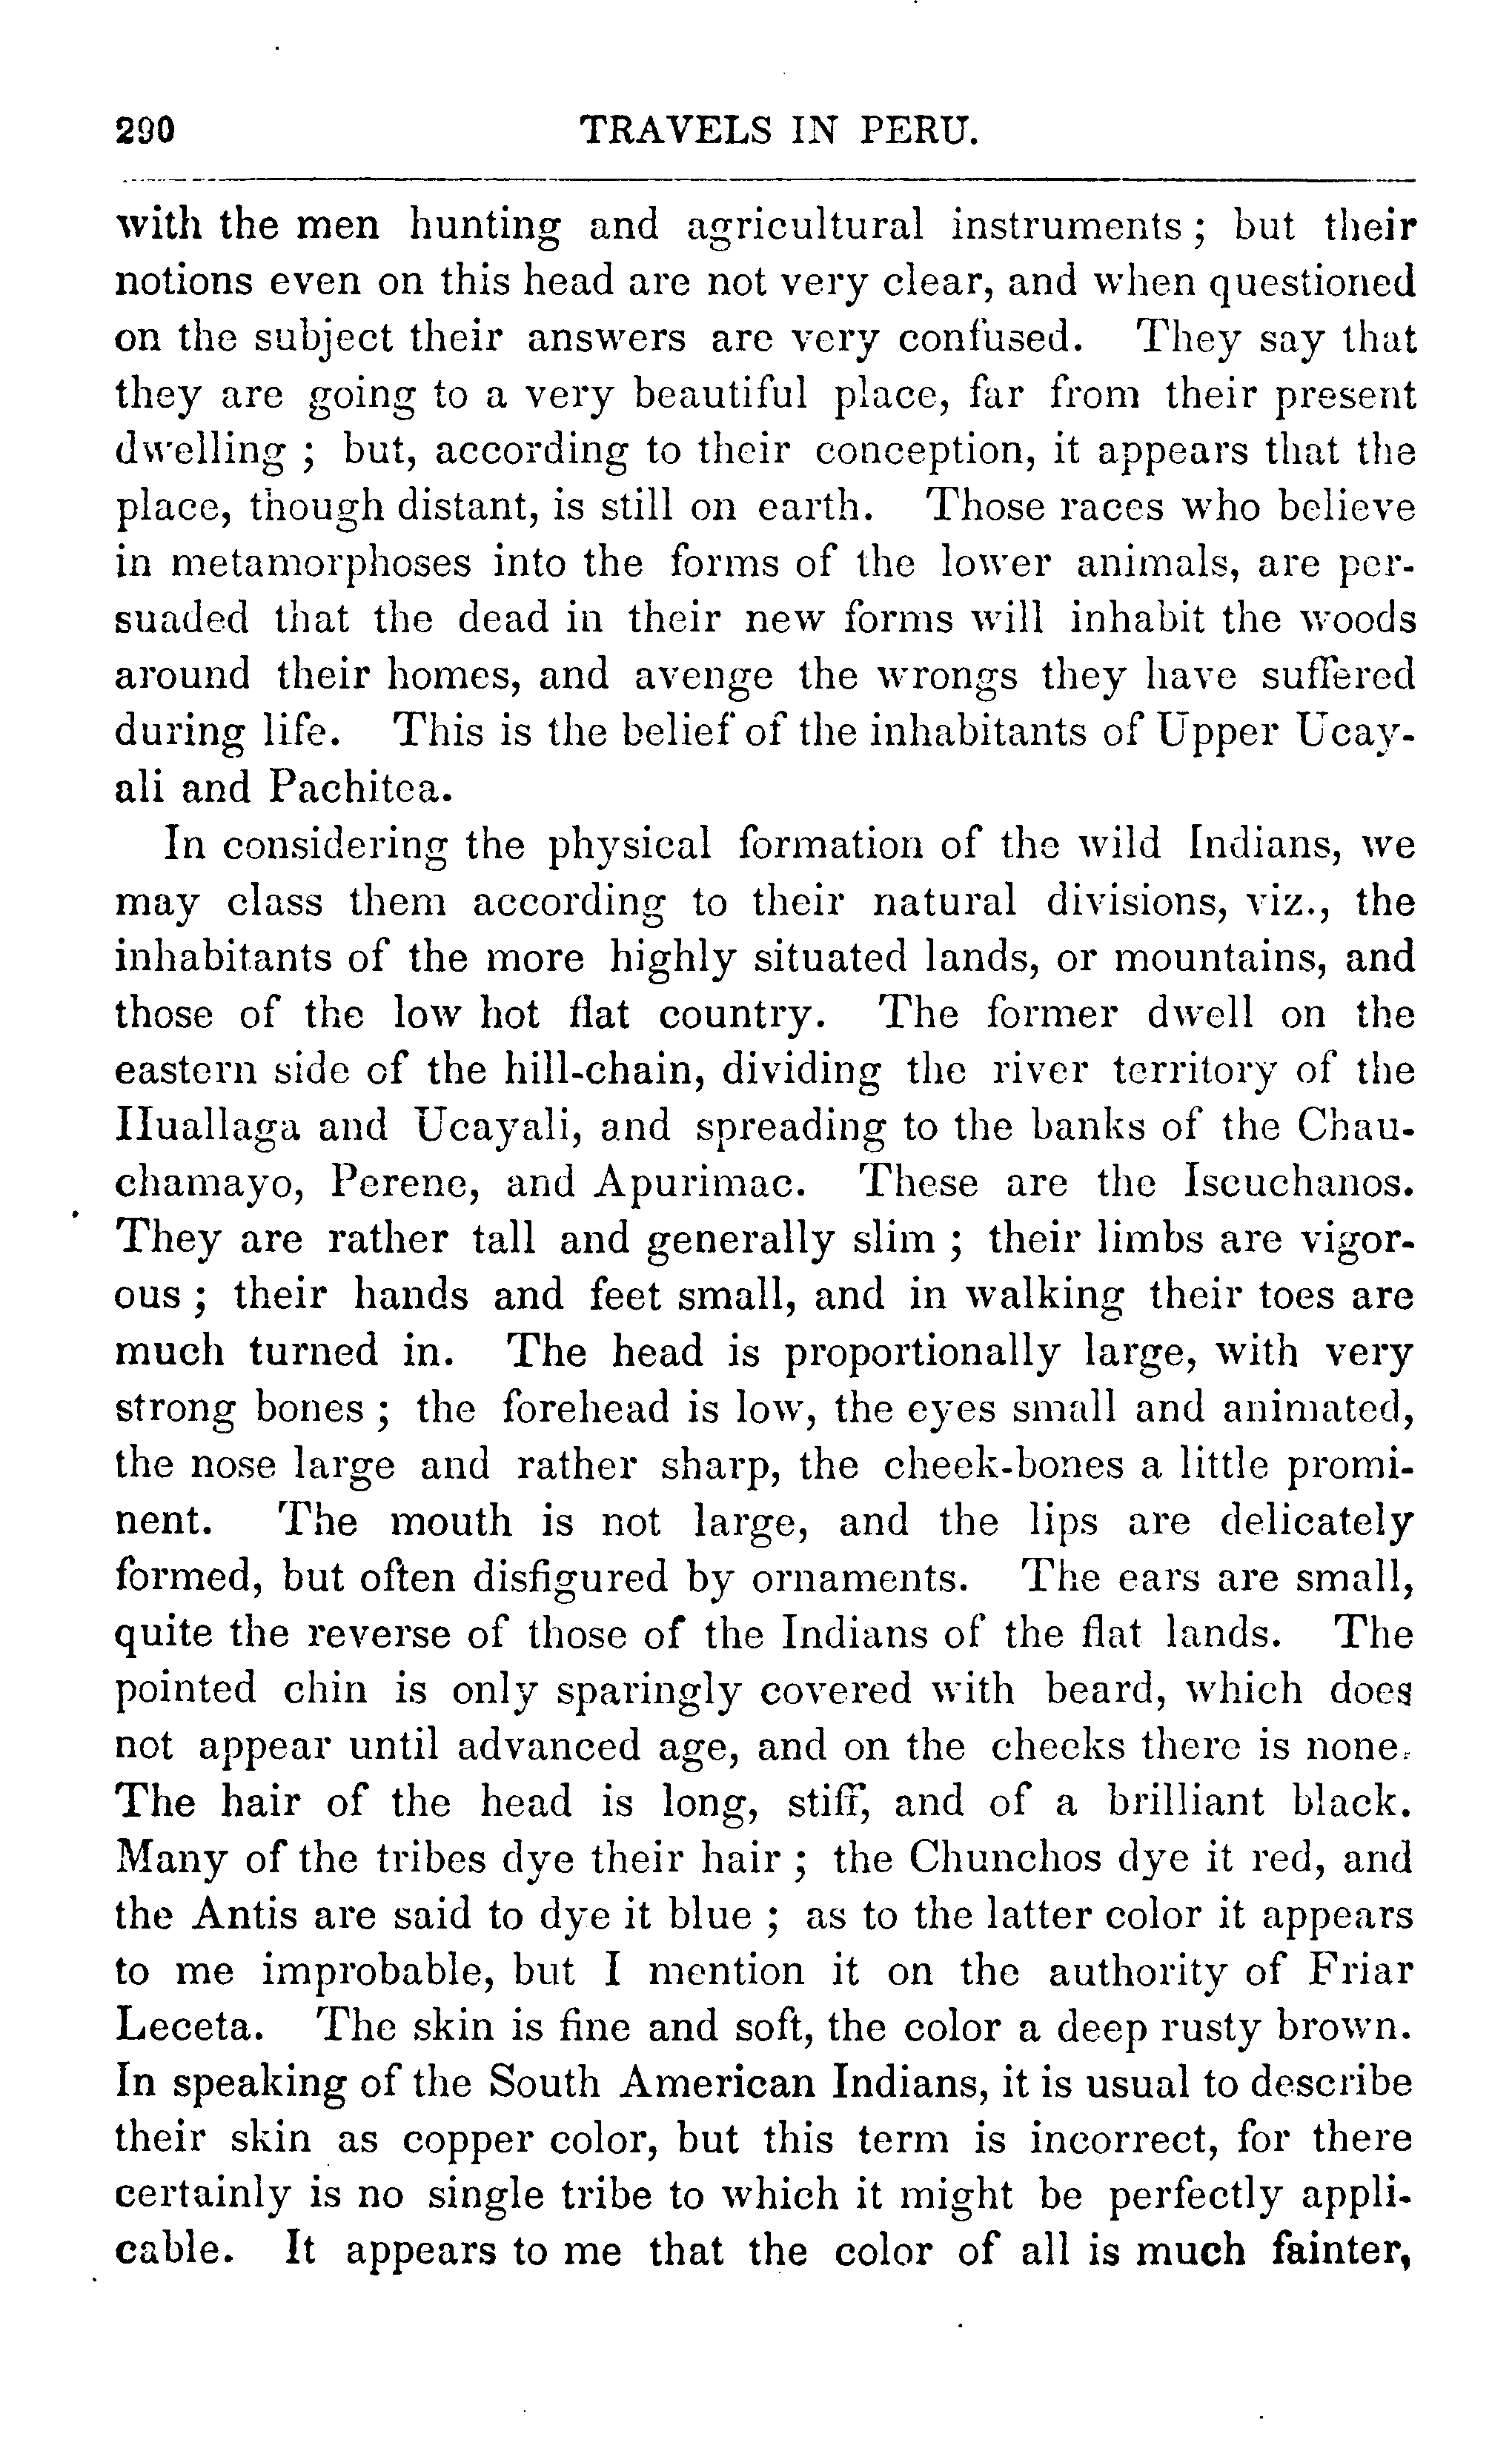 290 TRAVELS IN PERU.
with the men hunting and agricultural instruments ; but their
notions even on this head are not very clear, and when questioned
on the subject their answers are very confused. They say that
they are going to a very beautiful place, far from their present
dwelling ; but, according to their conception, it appears that the
place, though distant, is still on earth. Those races who believe
in metamorphoses into the forms of the lower animals, are per-
suaded that the dead in their new forms will inhabit the woods
around their homes, and avenge the wrongs they have suffered
during life. This is the belief of the inhabitants of Upper Ucay-
ali and Pachitea.
In considering the physical formation of the wild Indians, we
may class them according to their natural divisions, viz., the
inhabitants of the more highly situated lands, or mountains, and
those of the low hot flat country. The former dwell on the
eastern side of the hill-chain, dividing the river territory of the
Huallaga and Ucayali, and spreading to the banks of the Chau-
chamayo, Perene, and Apurimac. These are the Iscuchanos.
They are rather tall and generally slim ; their limbs are vigor-
ous ; their hands and feet small, and in walking their toes are
much turned in. The head is proportionally large, with very
strong bones ; the forehead is low, the eyes small and animated,
the nose large and rather sharp, the cheek-bones a little promi-
nent. The mouth is not large, and the lips are delicately
formed, but often disfigured by ornaments. The ears are small,
quite the reverse of those of the Indians of the flat lands. The
pointed chin is only sparingly covered with beard, which does
not appear until advanced age, and on the cheeks there is none.
The hair of the head is long, stiff, and of a brilliant black.
Many of the tribes dye their hair ; the Chunchos dye it red, and
the Antis are said to dye it blue ; as to the latter color it appears
to me improbable, but I mention it on the authority of Friar
Leceta. The skin is fine and soft, the color a deep rusty brown.
In speaking of the South American Indians, it is usual to describe
their skin as copper color, but this term is incorrect, for there
certainly is no single tribe to which it might be perfectly appli-
cable. It appears to me that the color of all is much fainter,